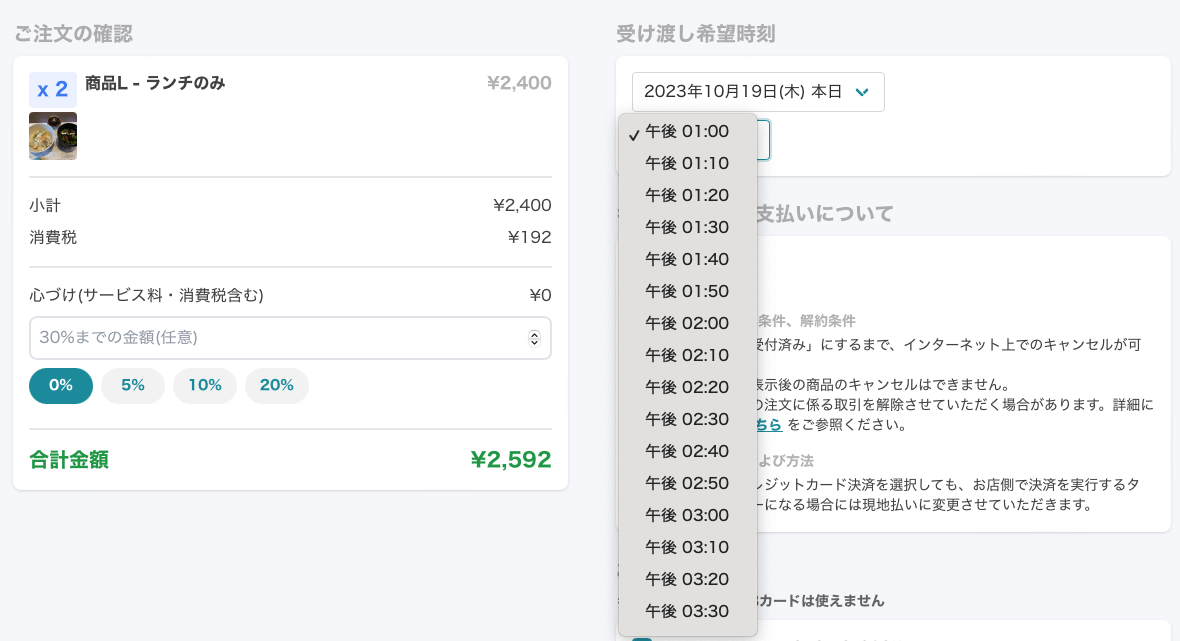 ご注文の確認
x 2
商品L - ランチのみ
¥2,400
小計
¥2,400
消費税
¥192
心づけ(サービス料・消費税含む)
¥0
30%までの金額(任意)
0%
5%
10%
20%
合計金額
¥2,592
受け渡し希望時刻
2023年10月19日(木) 本日
午後 01:00
午後 01:10
午後 01:20
午後 01:30
午後 01:40
午後 01:50
午後 02:00
午後 02:10
午後 02:20
午後 02:30
午後 02:40
午後 02:50
午後 03:00
午後 03:10
午後 03:20
午後 03:30
支払いについて
条件、解約条件
受付済み」にするまで、インターネット上でのキャンセルが可
表示後の商品のキャンセルはできません。
の注文に係る取引を解除させていただく場合があります。詳細に
ちら をご参照ください。
よび方法
レジットカード決済を選択しても、お店側で決済を実行するタ
ーになる場合には現地払いに変更させていただきます。
カードは使えません